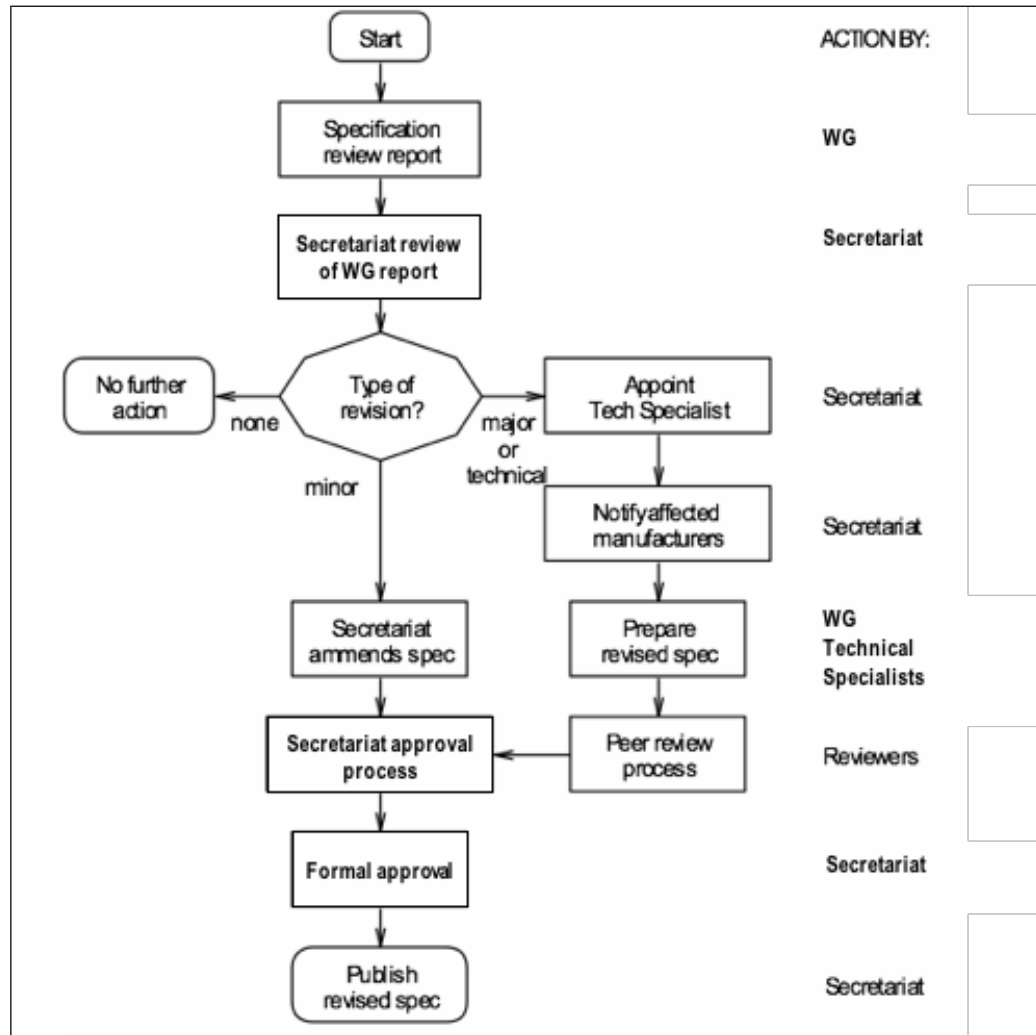 Start
ACTION BY:
Specification
review report
WG
Secretariat review
of WG report
Secretariat
No further
action
none
Type of
revision?
major
or
technical
minor
Appoint
Tech Specialist
Secretariat
Notify affected
manufacturers
Secretariat
Secretariat
ammends spec
Prepare
revised spec
WG
Technical
Specialists
Secretariat approval
process
Peer review
process
Reviewers
Formal approval
Secretariat
Publish
revised spec
Secretariat